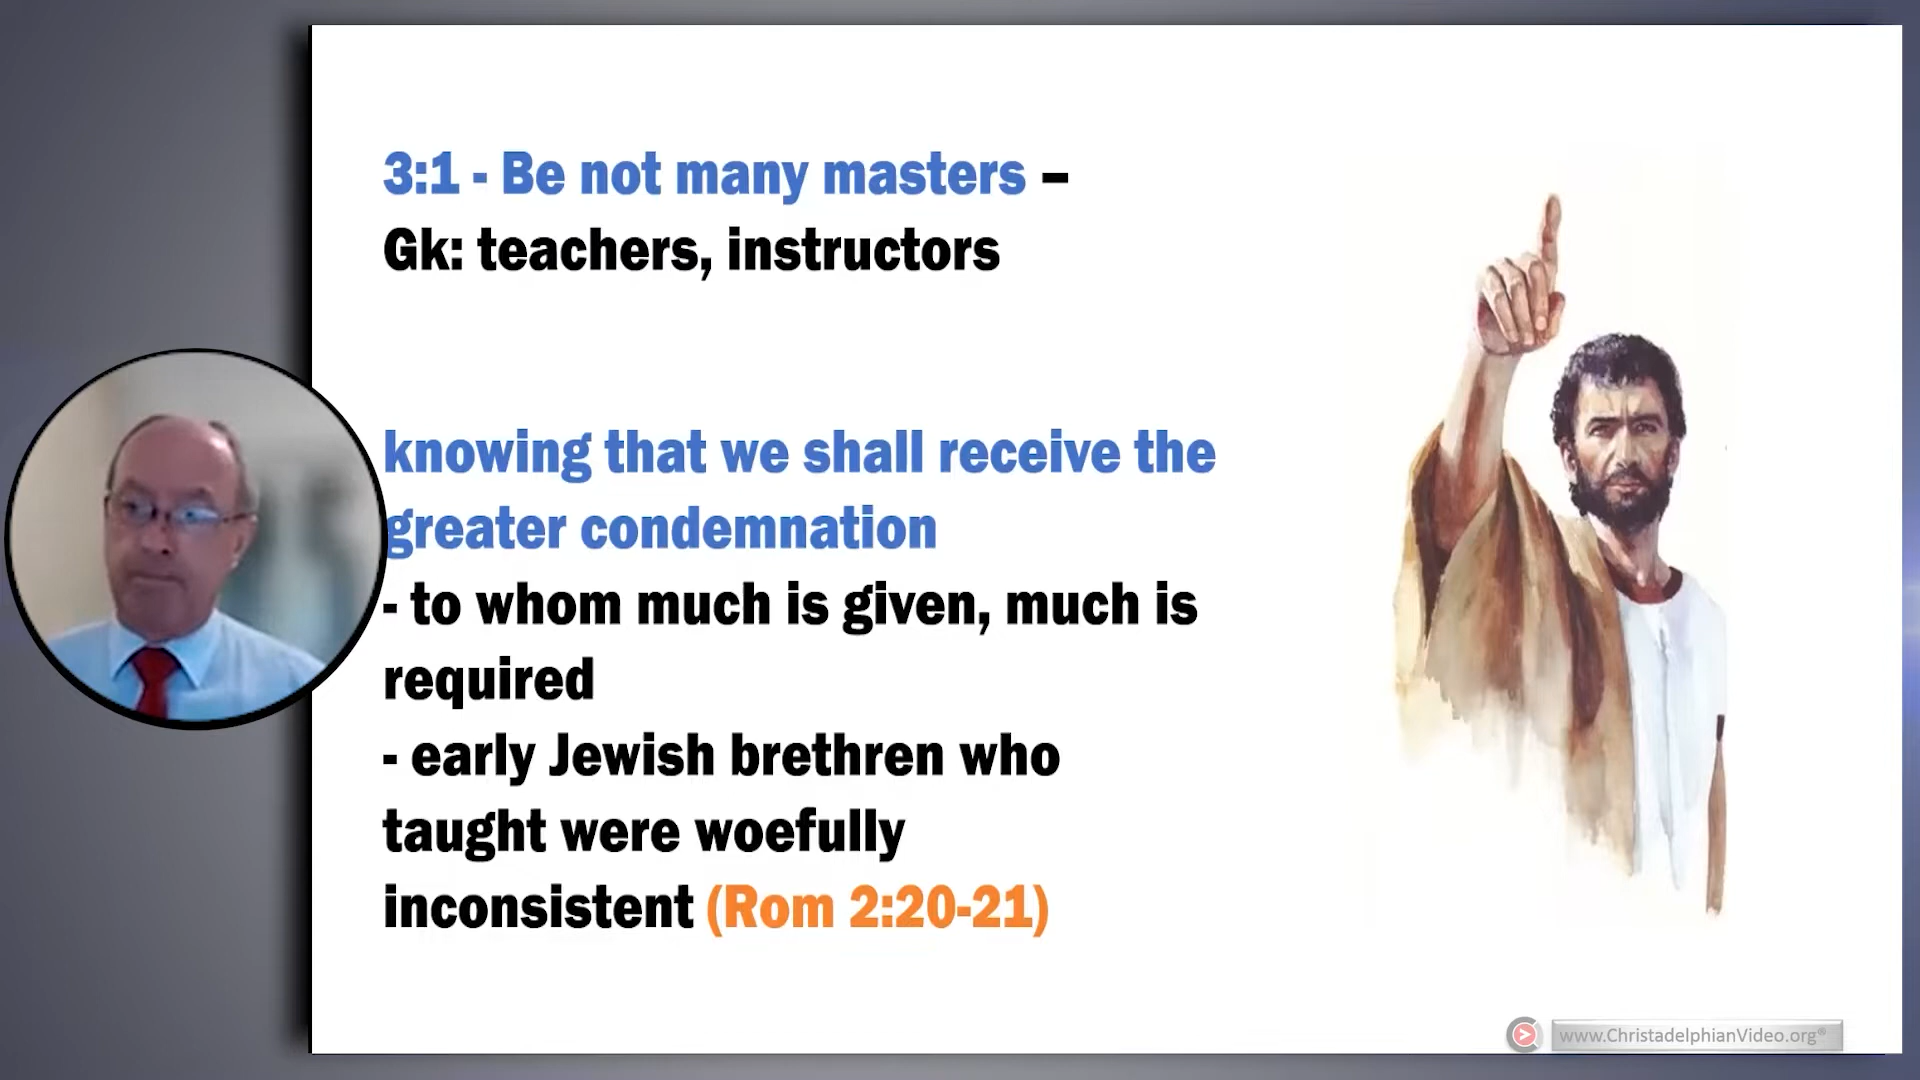 3:1 - Be not many masters –
Gk: teachers, instructors
knowing that we shall receive the
greater condemnation
- to whom much is given, much is
required
- early Jewish brethren who
taught were woefully
inconsistent (Rom 2:20-21)
www.ChristadelphianVideo.org®